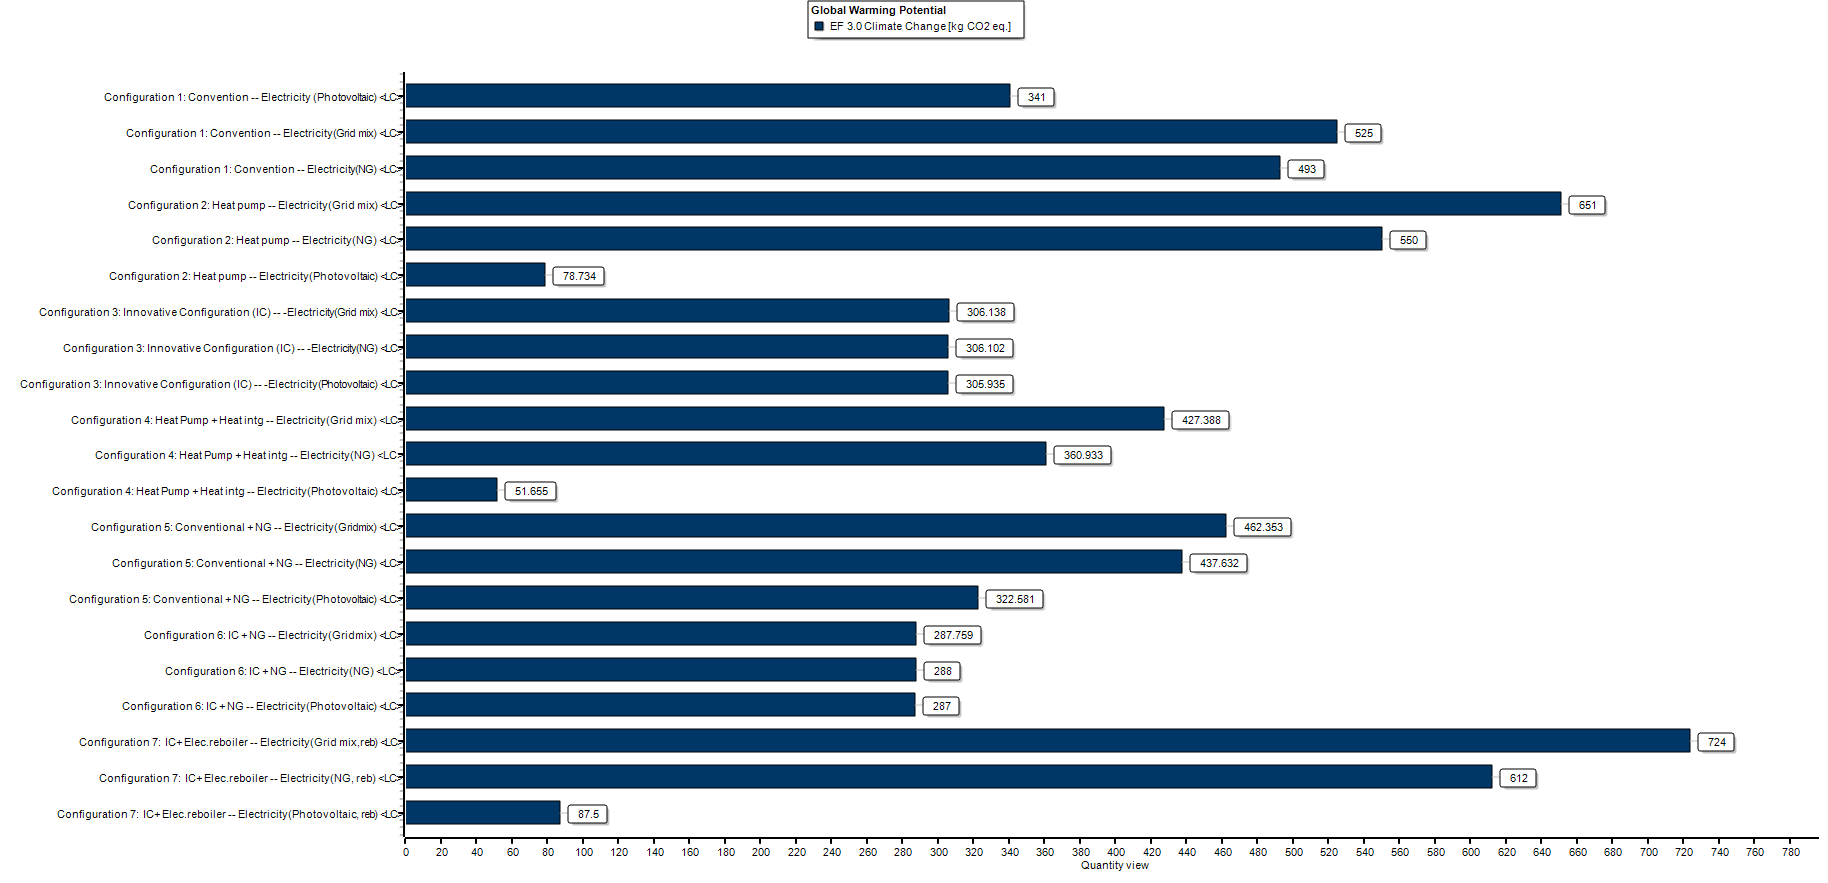 Global Warming Potential
EF 3.0 Climate Change [kg CO2 eq.]
Configuration 1: Convention -- Electricity (Photovoltaic) <LC>
341
Configuration 1: Convention -- Electricity(Grid mix) <LC>
525
Configuration 1: Convention -- Electricity(NG) <LC>
493
Configuration 2: Heat pump -- Electricity(Grid mix) <LC>
651
Configuration 2: Heat pump -- Electricity(NG) <LC>
550
Configuration 2: Heat pump -- Electricity(Photovoltaic) <LC>
78.734
Configuration 3: Innovative Configuration (IC) -- -Electricity(Grid mix) <LC>
306.138
Configuration 3: Innovative Configuration (IC) -- -Electricity(NG) <LC>
306.102
Configuration 3: Innovative Configuration (IC) -- -Electricity(Photovoltaic) <LC>
305.935
Configuration 4: Heat Pump + Heat intg -- Electricity(Grid mix) <LC>
427.388
Configuration 4: Heat Pump + Heat intg -- Electricity(NG) <LC>
360.933
Configuration 4: Heat Pump + Heat intg -- Electricity(Photovoltaic) <LC>
51.655
Configuration 5: Conventional + NG -- Electricity(Gridmix) <LC>
462.353
Configuration 5: Conventional + NG -- Electricity(NG) <LC>
437.632
Configuration 5: Conventional + NG -- Electricity(Photovoltaic) <LC>
322.581
Configuration 6: IC + NG -- Electricity(Gridmix) <LC>
287.759
Configuration 6: IC + NG -- Electricity(NG) <LC>
288
Configuration 6: IC + NG -- Electricity(Photovoltaic) <LC>
287
Configuration 7: IC+ Elec.reboiler -- Electricity(Grid mix,reb) <LC>
724
Configuration 7: IC+ Elec.reboiler -- Electricity(NG, reb) <LC>
612
Configuration 7: IC+ Elec.reboiler -- Electricity(Photovoltaic, reb) <LC>
87.5
0 20 40 60 80 100 120 140 160 180 200 220 240 260 280 300 320 340 360 380 400 420 440 460 480 500 520 540 560 580 600 620 640 660 680 700 720 740 760 780
Quantity view